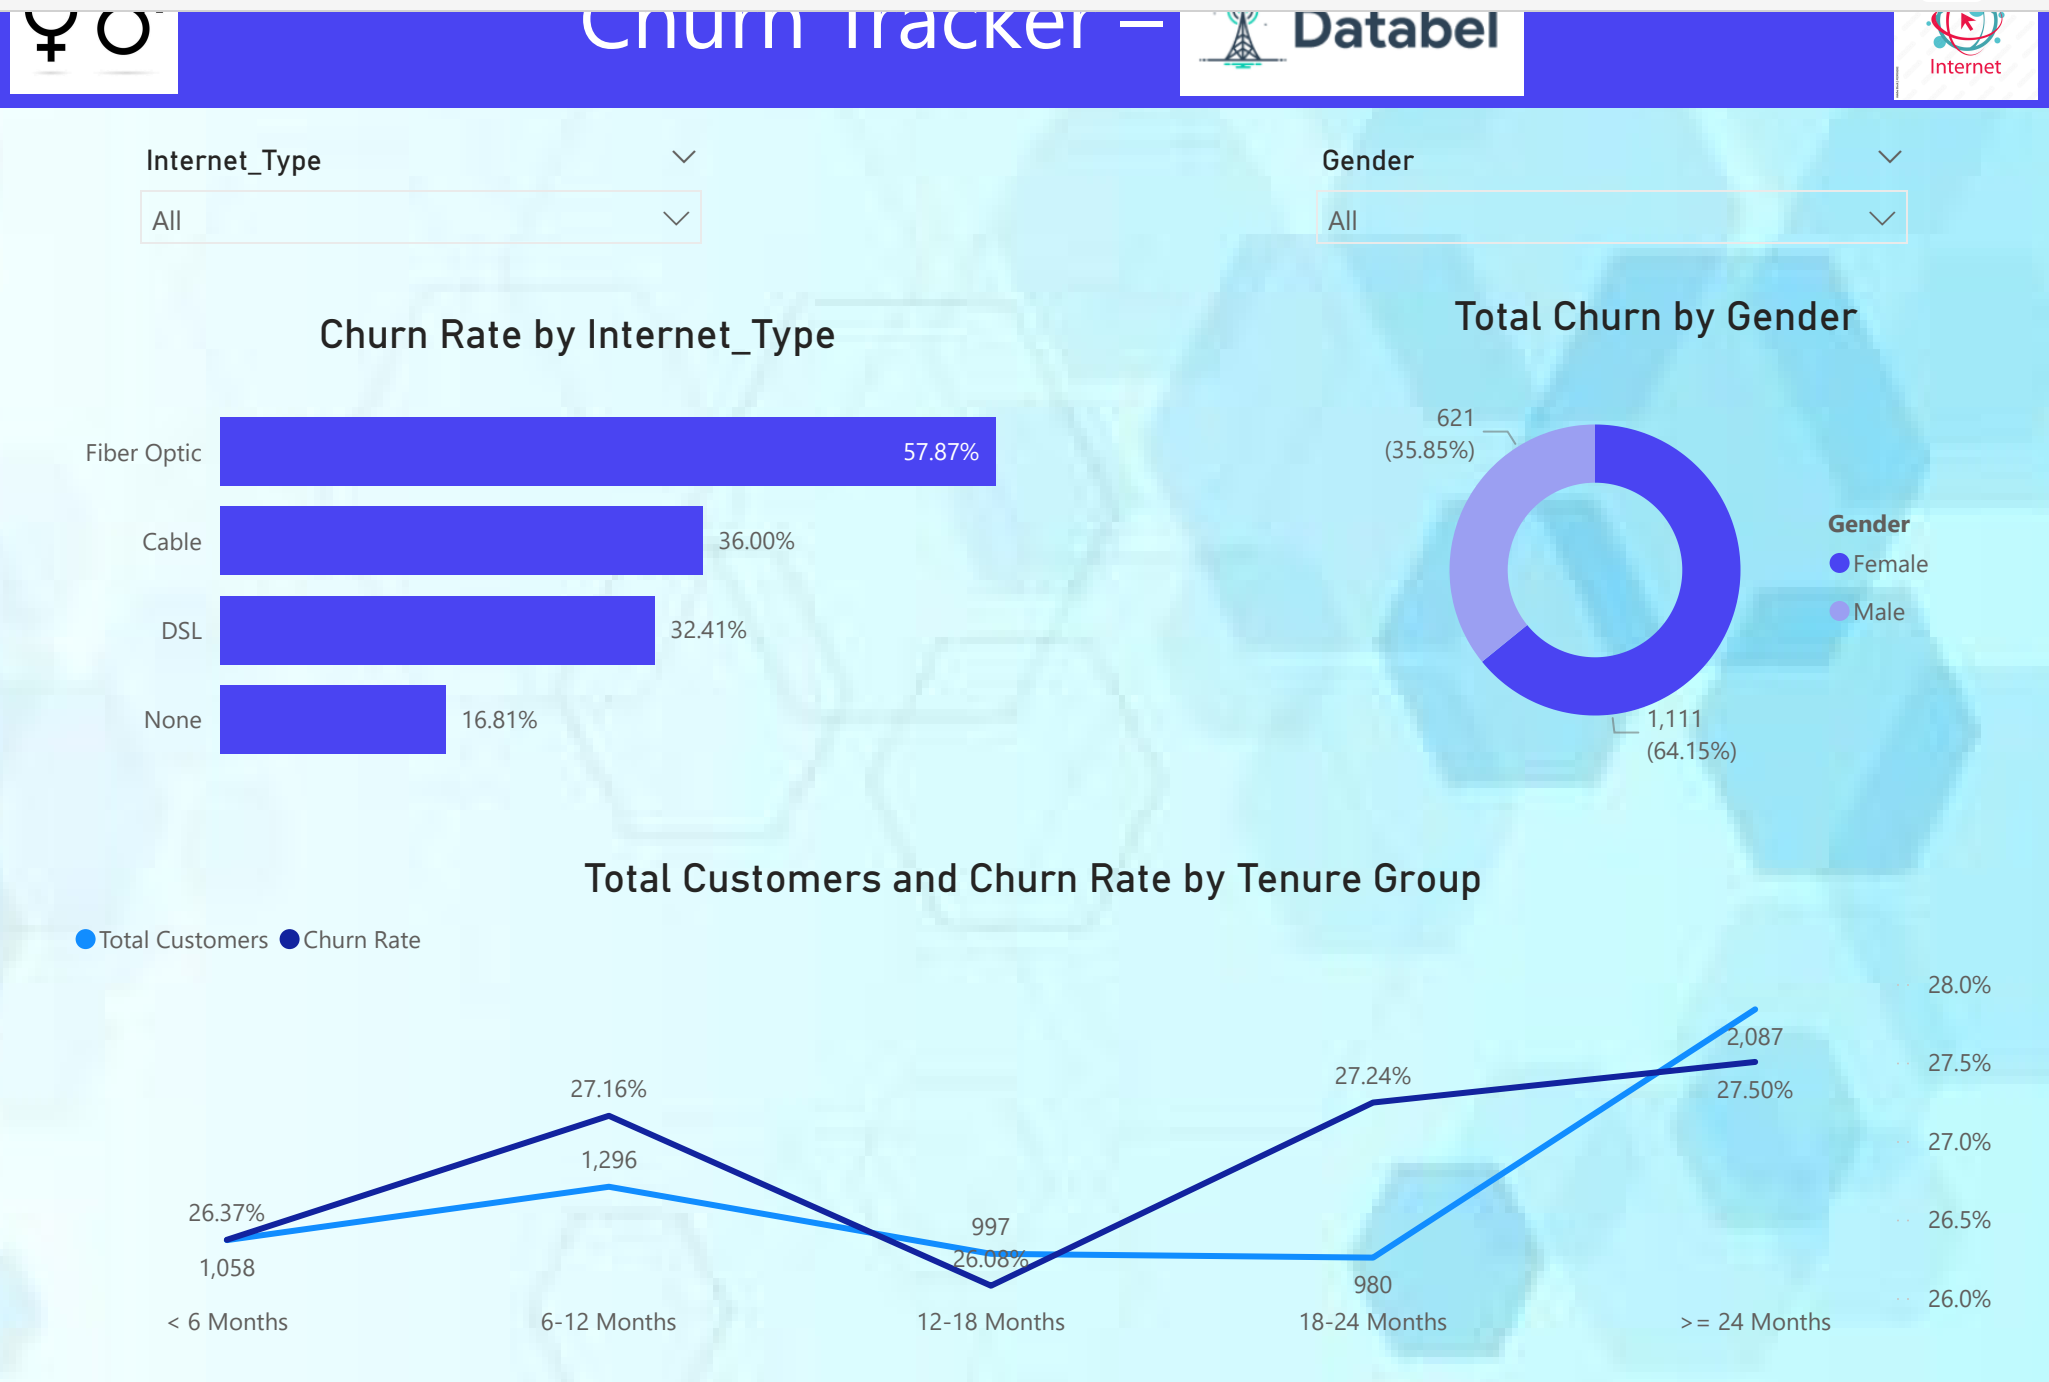 Churn Tracker –
Databel
Internet
Internet_Type
All
Gender
All
Churn Rate by Internet_Type
Fiber Optic
57.87%
Cable
36.00%
DSL
32.41%
None
16.81%
Total Churn by Gender
621
(35.85%)
1,111
(64.15%)
Gender
Female
Male
Total Customers and Churn Rate by Tenure Group
Total Customers
Churn Rate
28.0%
27.5%
27.0%
26.5%
26.0%
26.37%
1,058
27.16%
1,296
997
26.08%
27.24%
980
2,087
27.50%
< 6 Months
6-12 Months
12-18 Months
18-24 Months
>= 24 Months